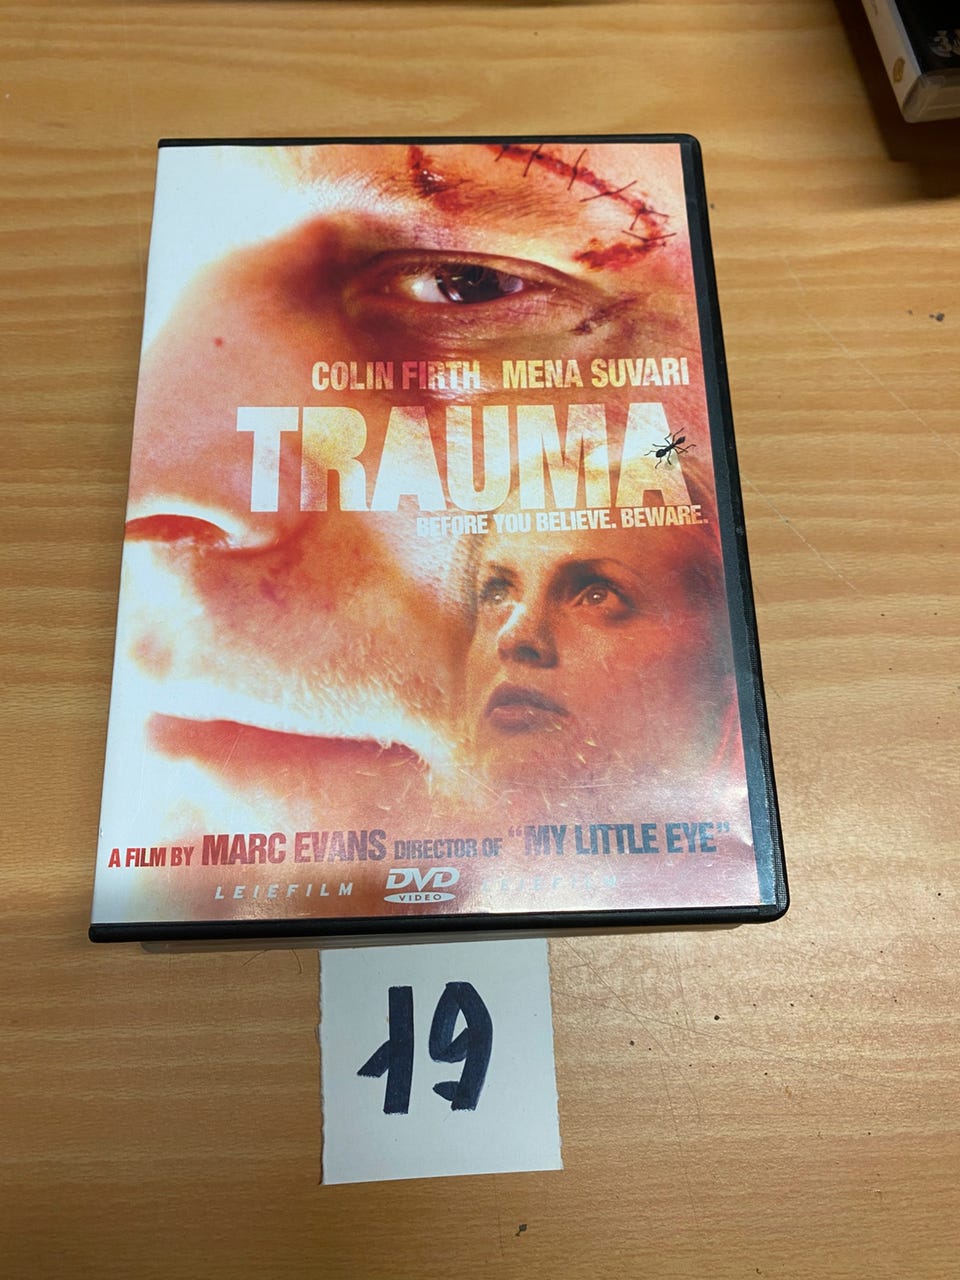 COLIN FIRTH MENA SUVARI
TRAUMA
BEFORE YOU BELIEVE. BEWARE.
A FILM BY MARC EVANS DIRECTOR OF "MY LITTLE EYE"
LEIEFILM DVD VIDEO LEIEFILM
19